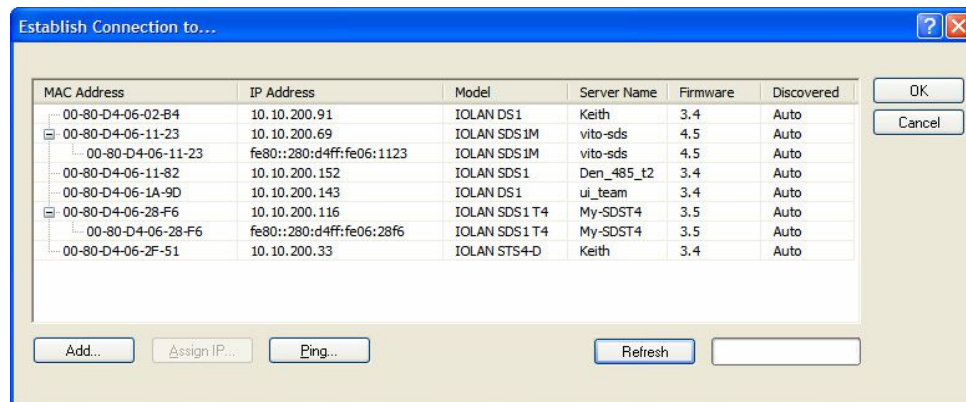 Establish Connection to...
MAC Address IP Address Model Server Name Firmware Discovered
00-80-D4-06-02-B4 10.10.200.91 IOLAN DS1 Keith 3.4 Auto
00-80-D4-06-11-23 10.10.200.69 IOLAN SDS1M vito-sds 4.5 Auto
00-80-D4-06-11-23 fe80::280:d4ff:fe06:1123 IOLAN SDS1M vito-sds 4.5 Auto
00-80-D4-06-11-82 10.10.200.152 IOLAN SDS1 Den_485_t2 3.4 Auto
00-80-D4-06-1A-9D 10.10.200.143 IOLAN DS1 ui_team 3.4 Auto
00-80-D4-06-28-F6 10.10.200.116 IOLAN SDS1 T4 My-SDST4 3.5 Auto
00-80-D4-06-28-F6 fe80::280:d4ff:fe06:28f6 IOLAN SDS1 T4 My-SDST4 3.5 Auto
00-80-D4-06-2F-51 10.10.200.33 IOLAN STS4-D Keith 3.4 Auto
OK
Cancel
Add... Assign IP... Ping... Refresh